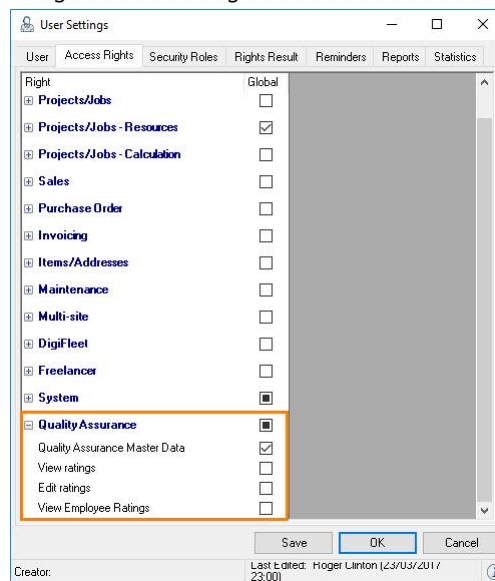 User Settings
User Access Rights Security Roles Rights Result Reminders Reports Statistics
Right Global
Projects/Jobs
Projects/Jobs - Resources
Projects/Jobs - Calculation
Sales
Purchase Order
Invoicing
Items/Addresses
Maintenance
Multi-site
DigiFleet
Freelancer
System
Quality Assurance
Quality Assurance Master Data
View ratings
Edit ratings
View Employee Ratings
Save OK Cancel
Creator: Last Edited: Roger Clinton (23/03/2017
23:00)